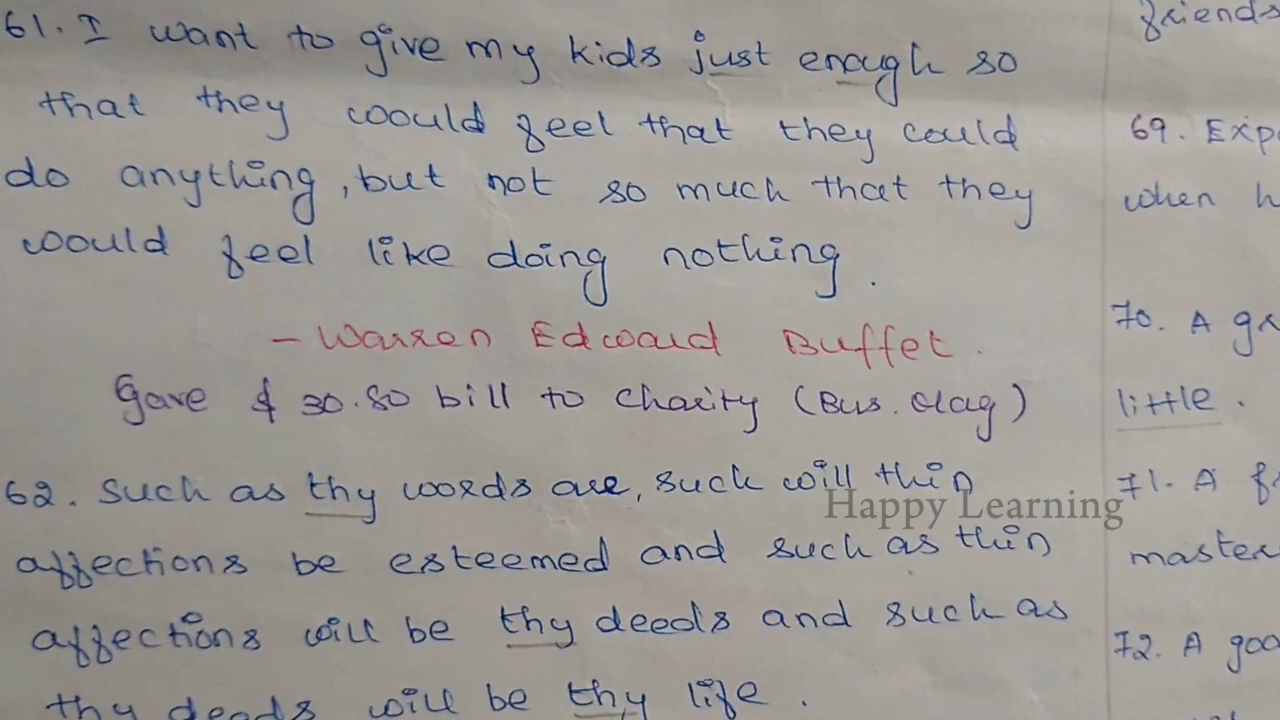 61. I want to give my kids just enough so
that they would feel that they could
do anything, but not so much that they
would feel like doing nothing.
- Warren Edward Buffet.
Gave $ 30.80 bill to charity (Bus. Mag)
62. Such as thy words are, such will thin
affections be esteemed and such as thin
affections will be thy deeds and such as
thy deeds will be thy life.
friends
69. Exp
when h
70. A gr
little.
71. A fr
master
72. A goo
Happy Learning